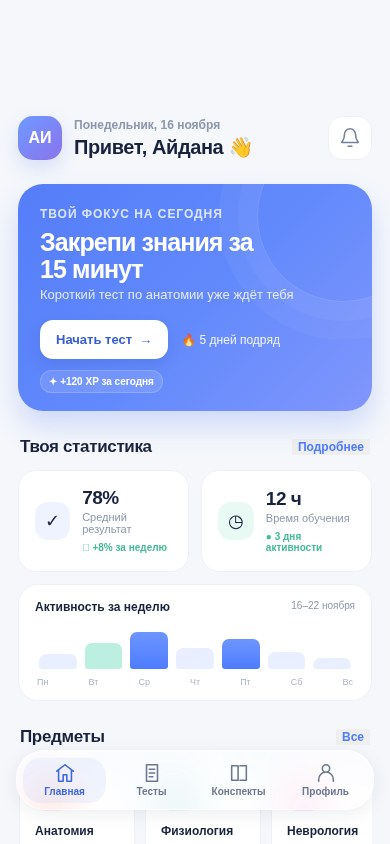 АИ
Понедельник, 16 ноября
Привет, Айдана 👋
ТВОЙ ФОКУС НА СЕГОДНЯ
Закрепи знания за
15 минут
Короткий тест по анатомии уже ждёт тебя
Начать тест →
🔥 5 дней подряд
✦ +120 XP за сегодня
Твоя статистика
Подробнее
78%
Средний
результат
+8% за неделю
12 ч
Время обучения
● 3 дня
активности
Активность за неделю
16–22 ноября
Пн Вт Ср Чт Пт Сб Вс
Предметы
Все
Главная
Тесты
Конспекты
Профиль
Анатомия
Физиология
Неврология